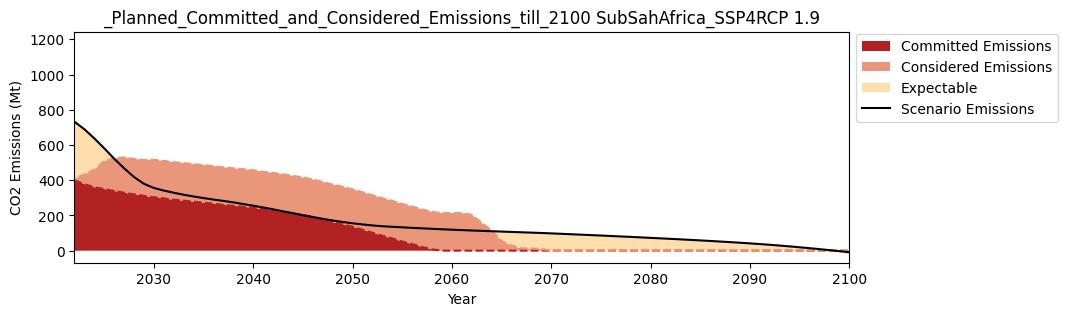 _Planned_Committed_and_Considered_Emissions_till_2100 SubSahAfrica_SSP4RCP 1.9
CO2 Emissions (Mt)
1200
1000
800
600
400
200
0
2030 2040 2050 2060 2070 2080 2090 2100
Year
Committed Emissions
Considered Emissions
Expectable
Scenario Emissions